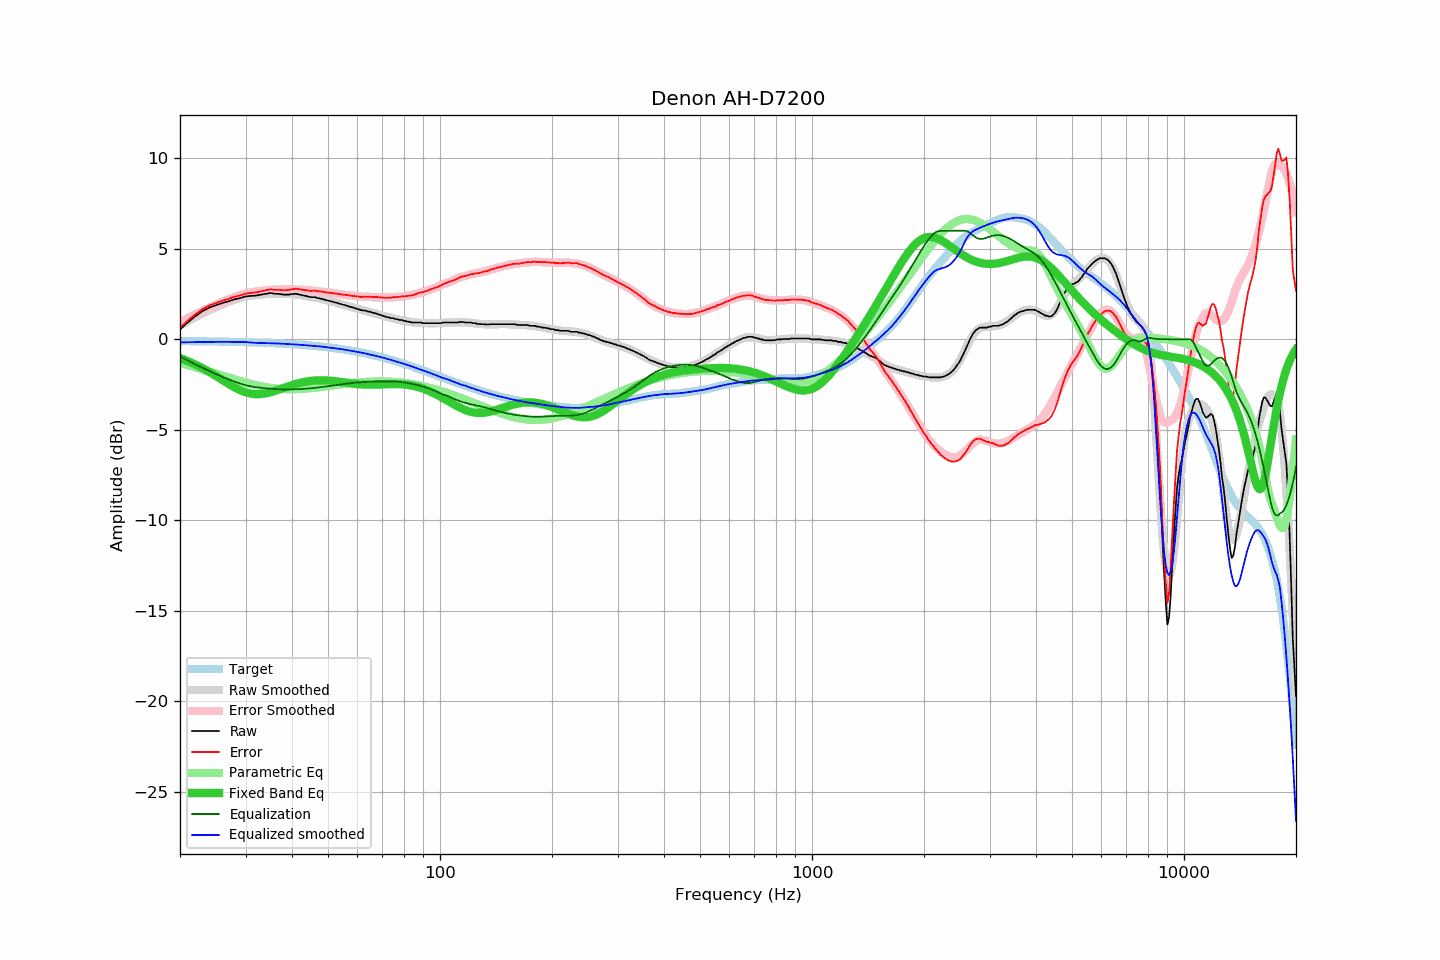 Denon AH-D7200
Amplitude (dBr)
10
5
0
−5
−10
−15
−20
−25
Target
Raw Smoothed
Error Smoothed
Raw
Error
Parametric Eq
Fixed Band Eq
Equalization
Equalized smoothed
100 1000 10000
Frequency (Hz)